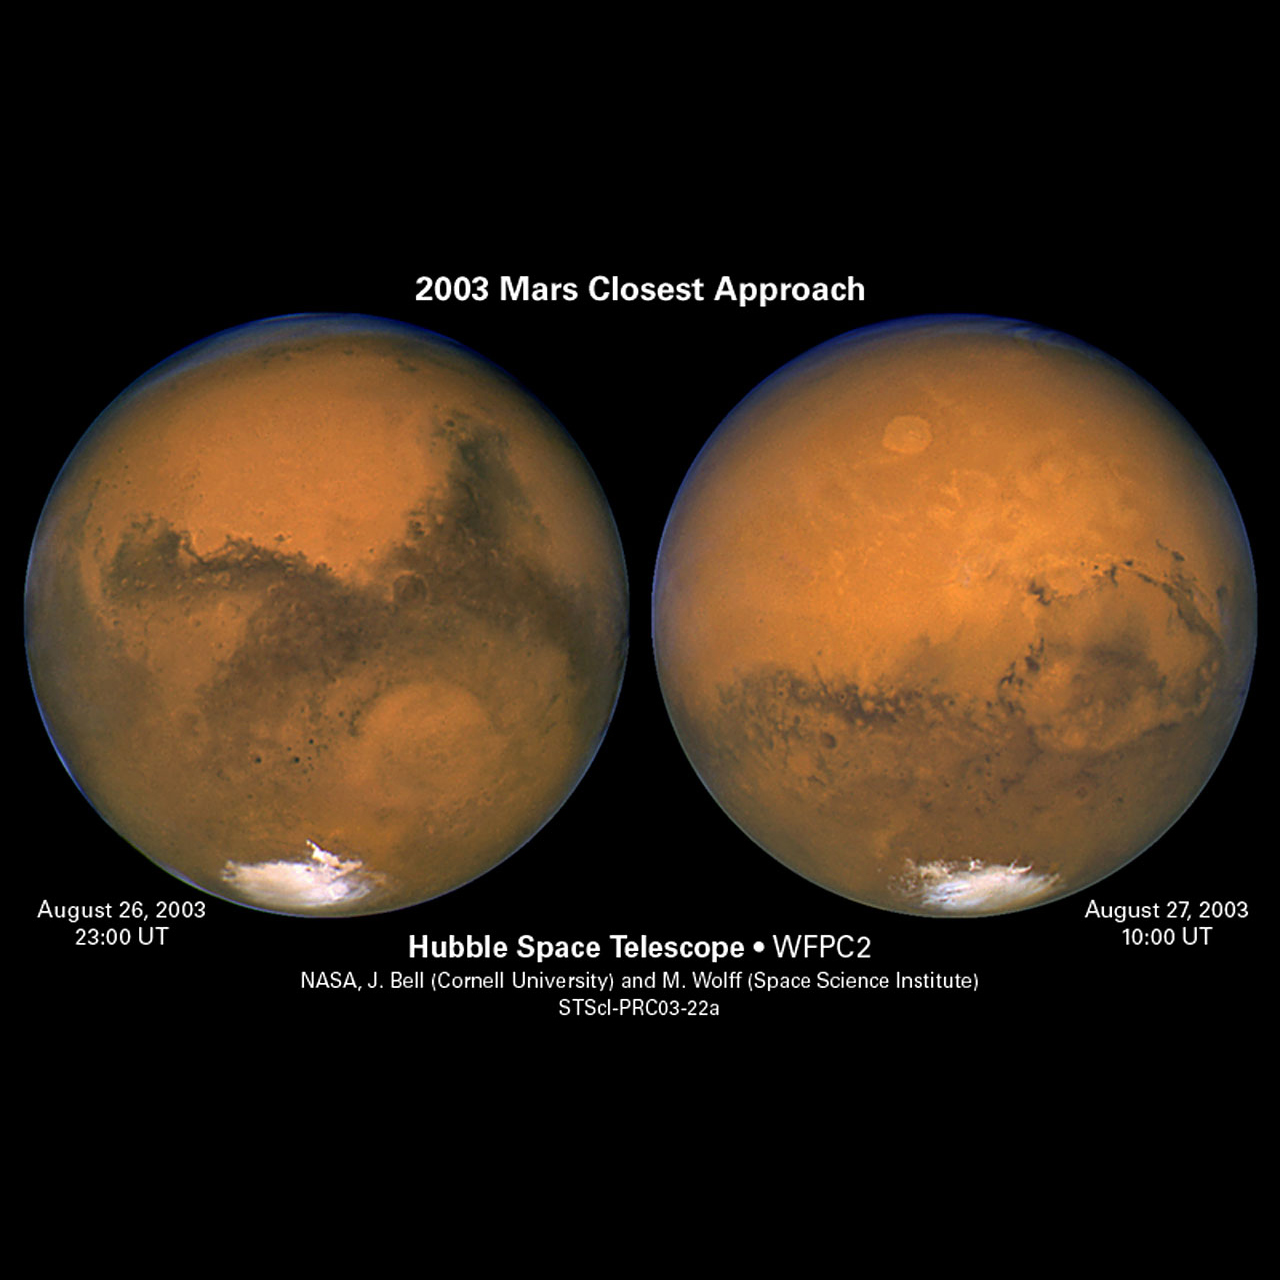 2003 Mars Closest Approach
August 26, 2003
23:00 UT
August 27, 2003
10:00 UT
Hubble Space Telescope • WFPC2
NASA, J. Bell (Cornell University) and M. Wolff (Space Science Institute)
STScI-PRC03-22a